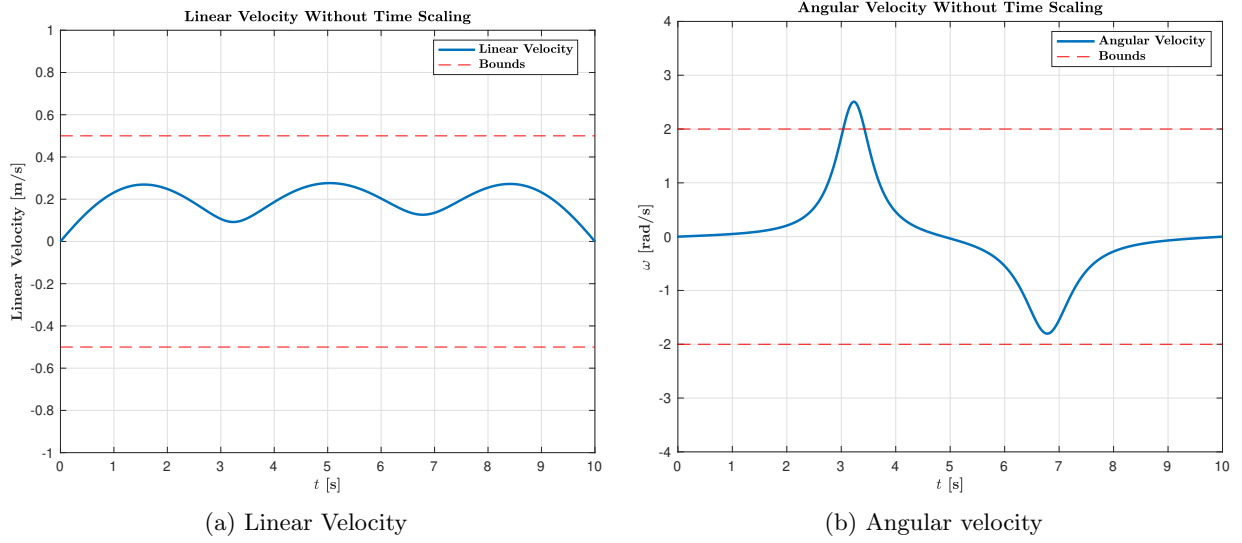 Linear Velocity Without Time Scaling
Linear Velocity
Bounds
1
0.8
0.6
0.4
0.2
0
-0.2
-0.4
-0.6
-0.8
-1
Linear Velocity [m/s]
0 1 2 3 4 5 6 7 8 9 10
t [s]
(a) Linear Velocity
Angular Velocity Without Time Scaling
Angular Velocity
Bounds
4
3
2
1
0
-1
-2
-3
-4
ω [rad/s]
0 1 2 3 4 5 6 7 8 9 10
t [s]
(b) Angular velocity